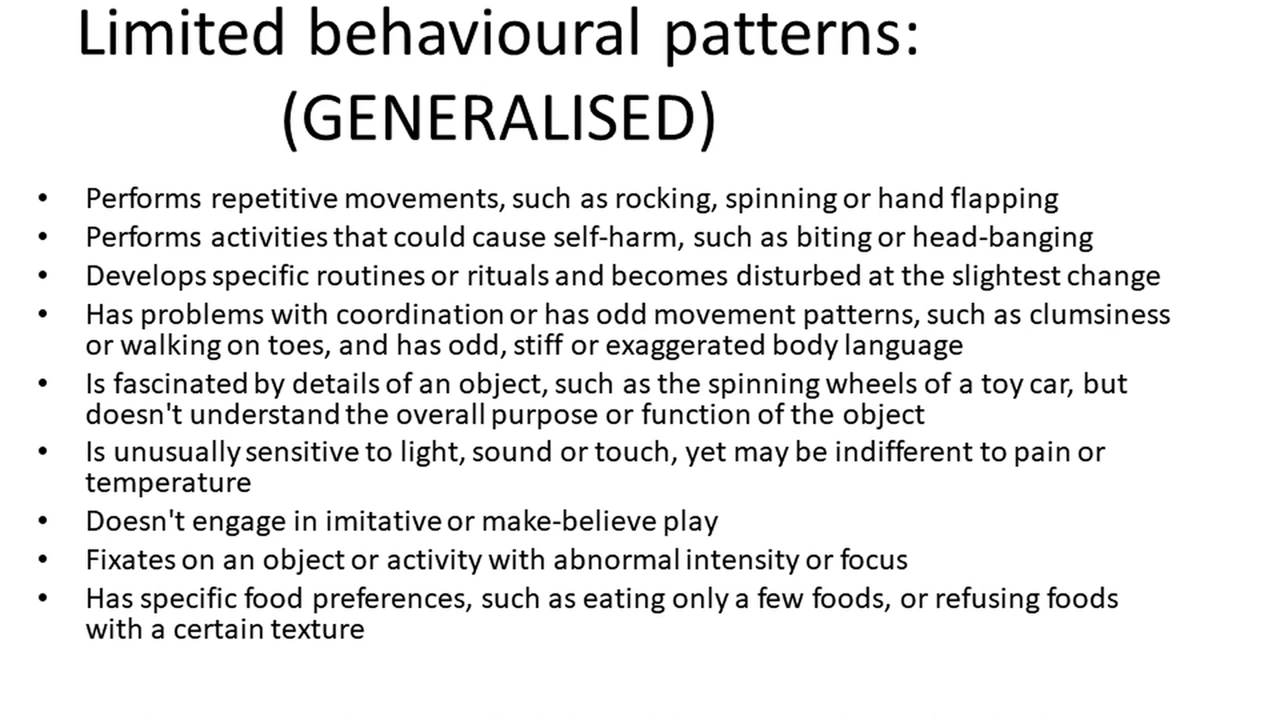 Limited behavioural patterns:
(GENERALISED)
• Performs repetitive movements, such as rocking, spinning or hand flapping
• Performs activities that could cause self-harm, such as biting or head-banging
• Develops specific routines or rituals and becomes disturbed at the slightest change
• Has problems with coordination or has odd movement patterns, such as clumsiness
or walking on toes, and has odd, stiff or exaggerated body language
• Is fascinated by details of an object, such as the spinning wheels of a toy car, but
doesn't understand the overall purpose or function of the object
• Is unusually sensitive to light, sound or touch, yet may be indifferent to pain or
temperature
• Doesn't engage in imitative or make-believe play
• Fixates on an object or activity with abnormal intensity or focus
• Has specific food preferences, such as eating only a few foods, or refusing foods
with a certain texture